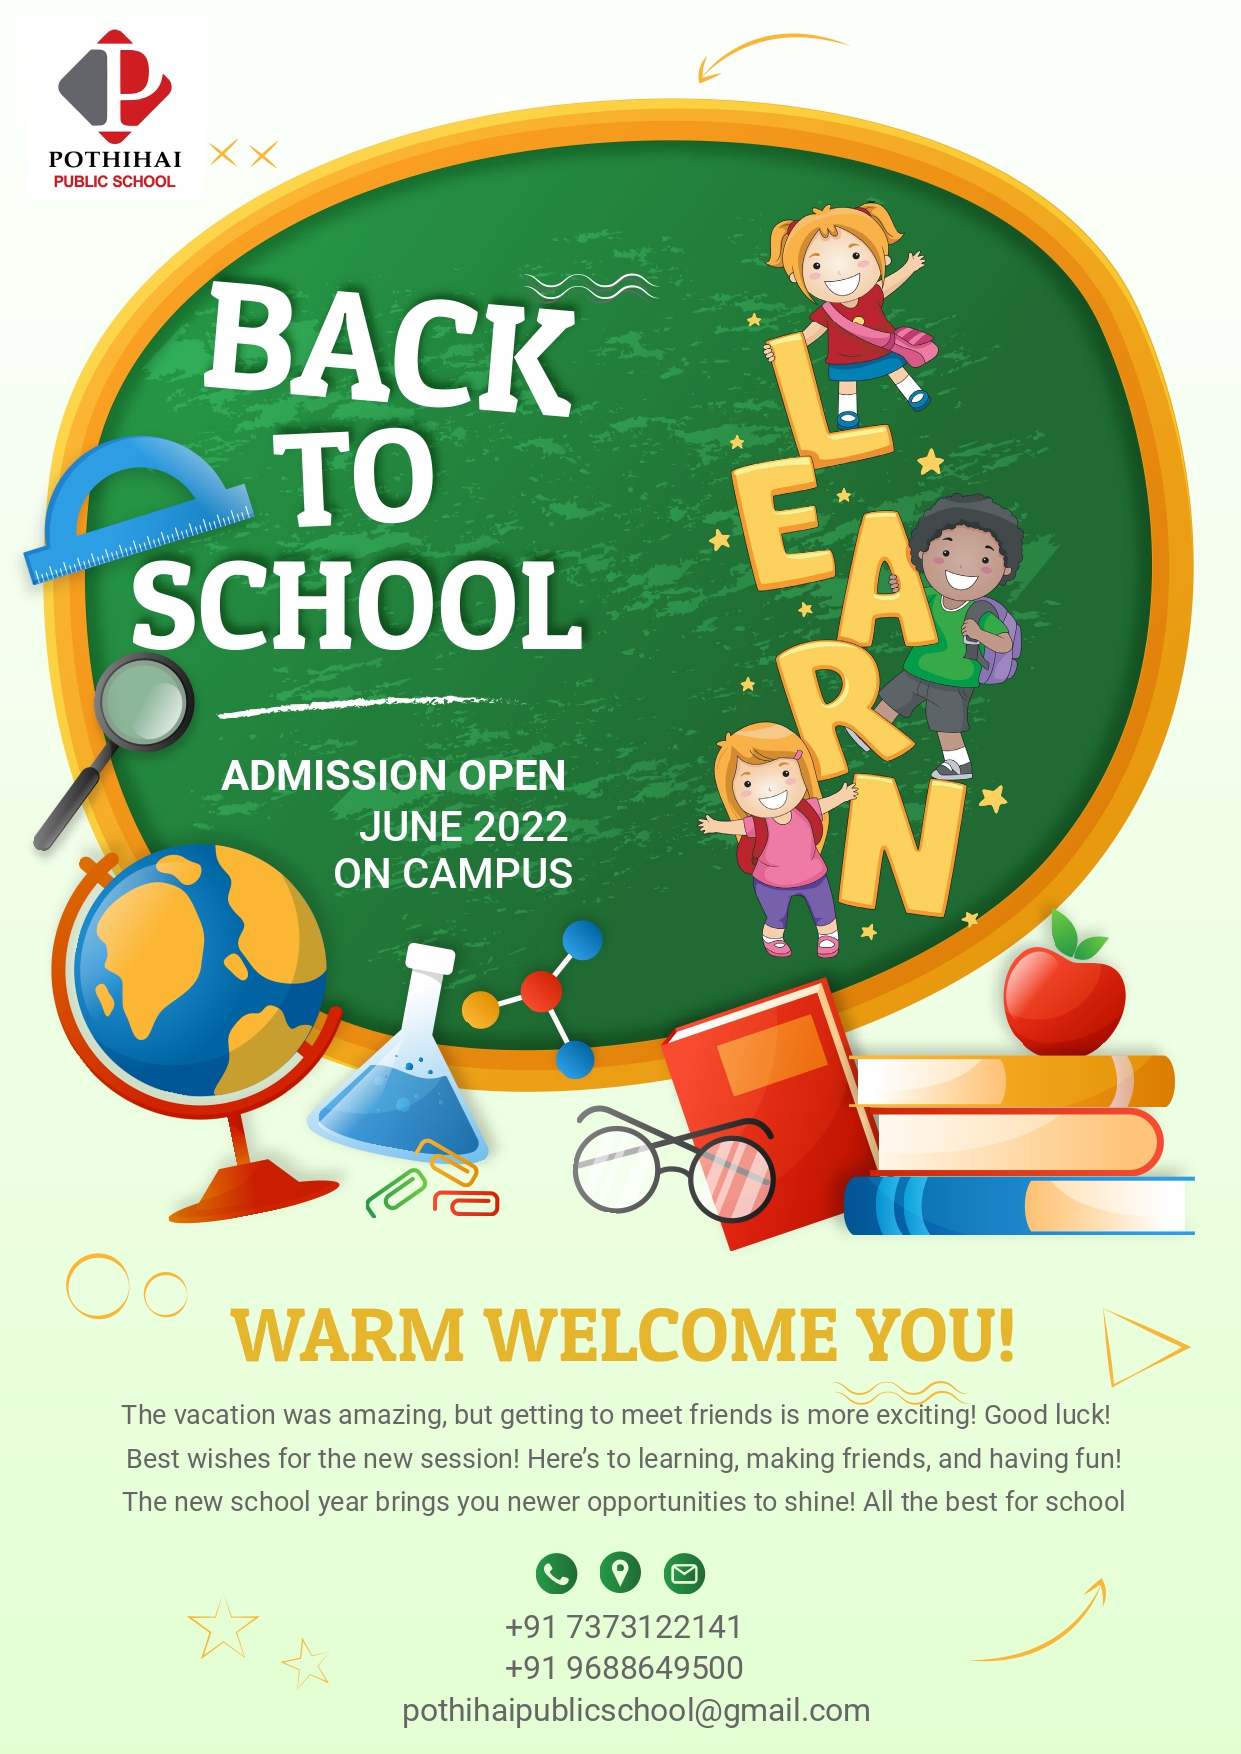 POTHIHAI
PUBLIC SCHOOL
BACK
TO
SCHOOL
L
E
A
R
N
ADMISSION OPEN
JUNE 2022
ON CAMPUS
WARM WELCOME YOU!
The vacation was amazing, but getting to meet friends is more exciting! Good luck!
Best wishes for the new session! Here’s to learning, making friends, and having fun!
The new school year brings you newer opportunities to shine! All the best for school
+91 7373122141
+91 9688649500
pothihaipublicschool@gmail.com